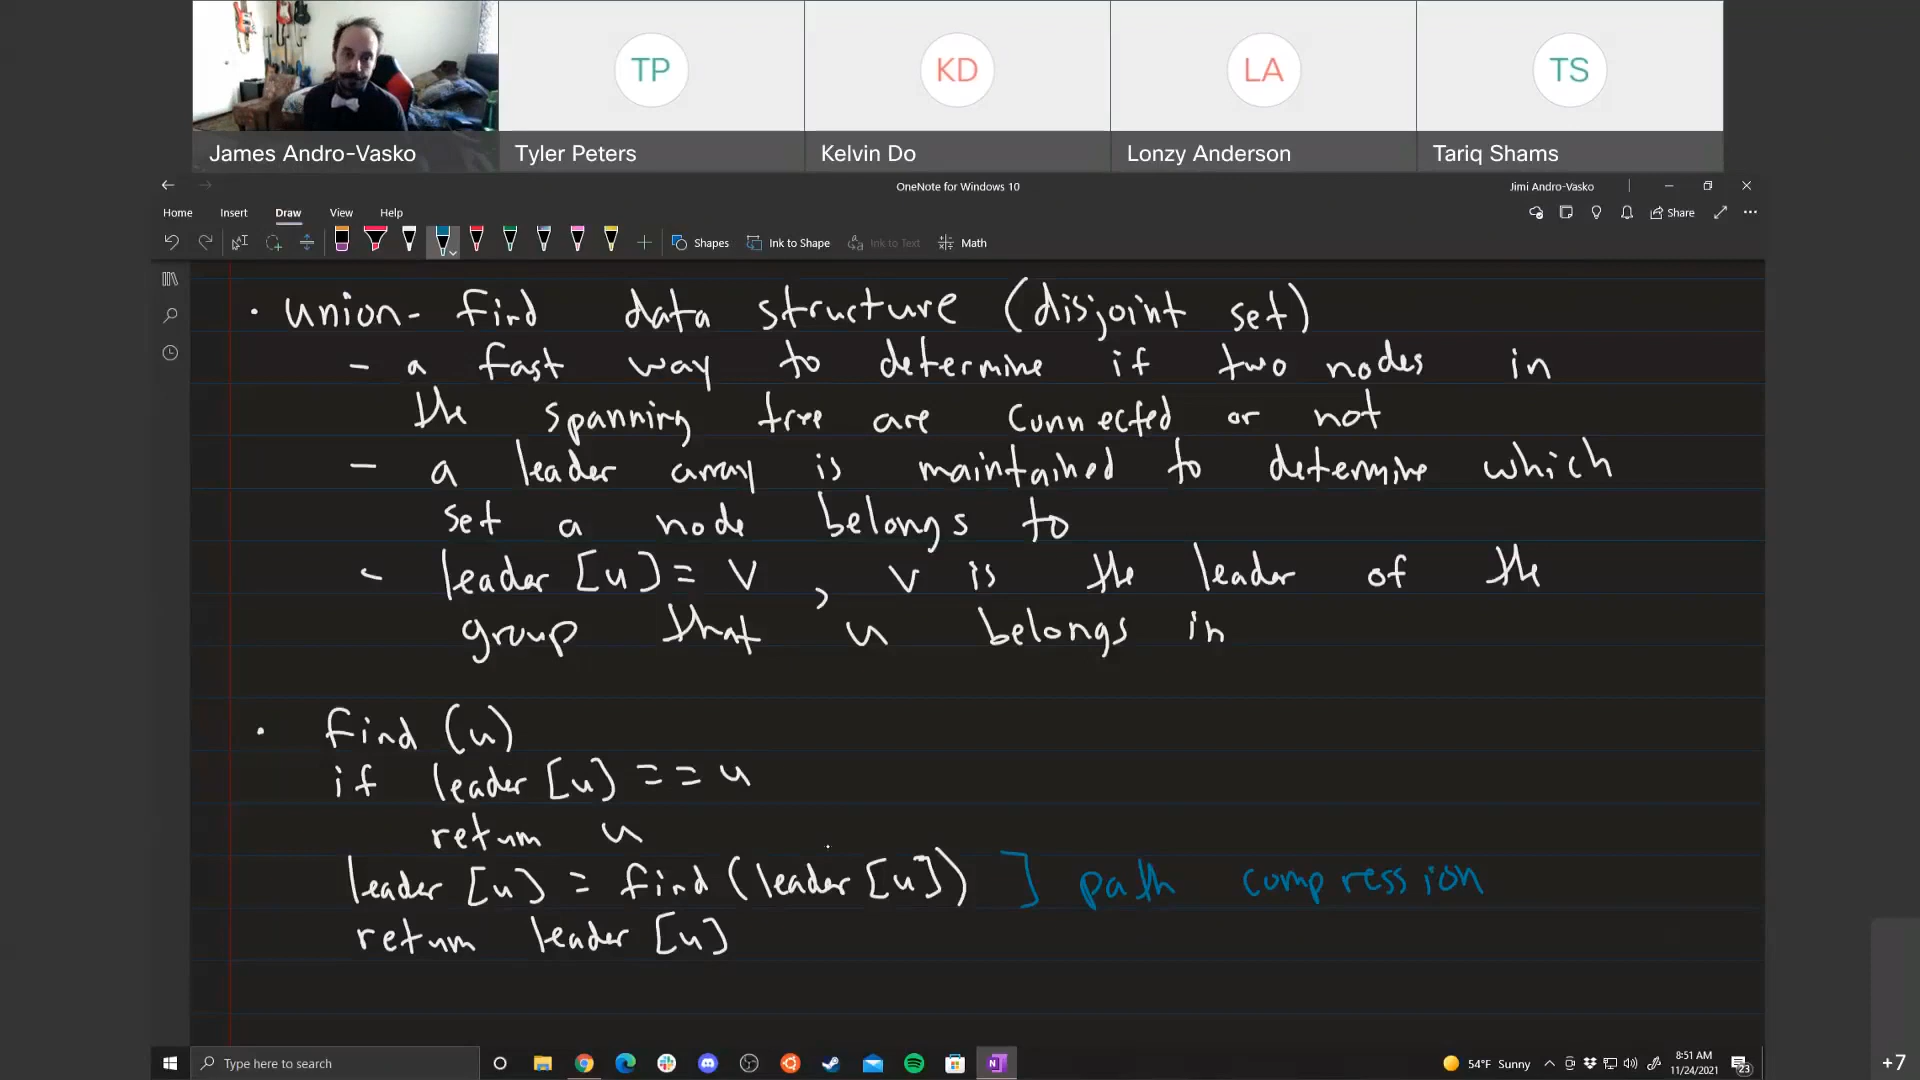 TP
KD
LA
TS
James Andro-Vasko
Tyler Peters
Kelvin Do
Lonzy Anderson
Tariq Shams
OneNote for Windows 10
Jimi Andro-Vasko
Home Insert Draw View Help
Share
Shapes Ink to Shape Ink to Text Math
• union-find data structure (disjoint set)
- a fast way to determine if two nodes in
the spanning tree are connected or not
- a leader array is maintained to determine which
set a node belongs to
- leader [u] = v, v is the leader of the
group that u belongs in
• find (u)
if leader [u] == u
return u
leader [u] = find (leader [u]) ] path compression
return leader [u]
Type here to search
54°F Sunny
8:51 AM
11/24/2021
23
+7